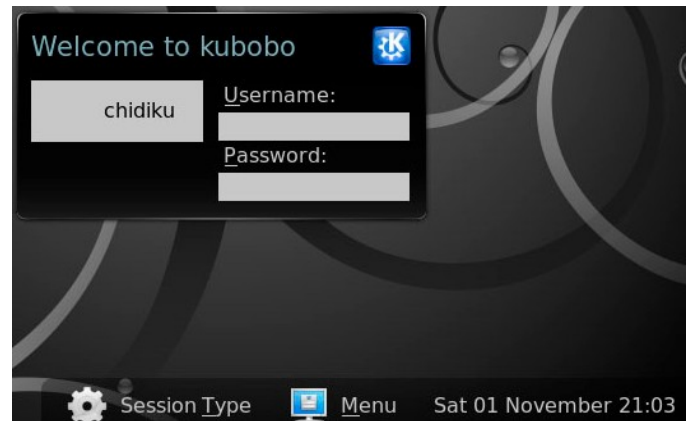 Welcome to kubobo
chidiku
Username:
Password:
Session Type
Menu
Sat 01 November 21:03